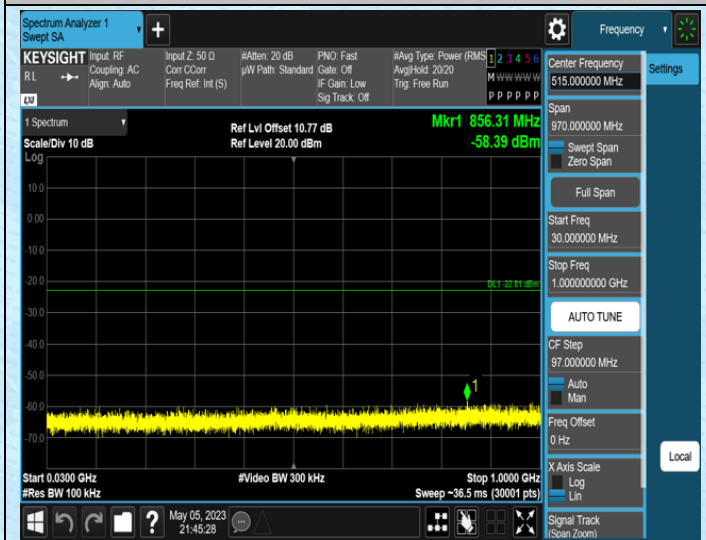 Spectrum Analyzer 1
Swept SA
+
Frequency
KEYSIGHT
RL
LXI
Input: RF
Coupling: AC
Align: Auto
Input Z: 50 Ω
Corr CCorr
Freq Ref: Int (S)
#Atten: 20 dB
µW Path: Standard
PNO: Fast
Gate: Off
IF Gain: Low
Sig Track: Off
#Avg Type: Power (RMS
Avg|Hold: 20/20
Trig: Free Run
1 2 3 4 5 6
M W W W W W
P P P P P P
1 Spectrum
Scale/Div 10 dB
Log
Ref Lvl Offset 10.77 dB
Ref Level 20.00 dBm
Mkr1 856.31 MHz
-58.39 dBm
10.0
0.00
-10.0
-20.0
-30.0
-40.0
-50.0
-60.0
-70.0
DL1 -22.81 dBm
1
Start 0.0300 GHz
#Res BW 100 kHz
#Video BW 300 kHz
Stop 1.0000 GHz
Sweep ~36.5 ms (30001 pts)
?
May 05, 2023
21:45:28
Center Frequency
515.000000 MHz
Settings
Span
970.000000 MHz
Swept Span
Zero Span
Full Span
Start Freq
30.000000 MHz
Stop Freq
1.000000000 GHz
AUTO TUNE
CF Step
97.000000 MHz
Auto
Man
Freq Offset
0 Hz
X Axis Scale
Log
Lin
Local
Signal Track
(Span Zoom)